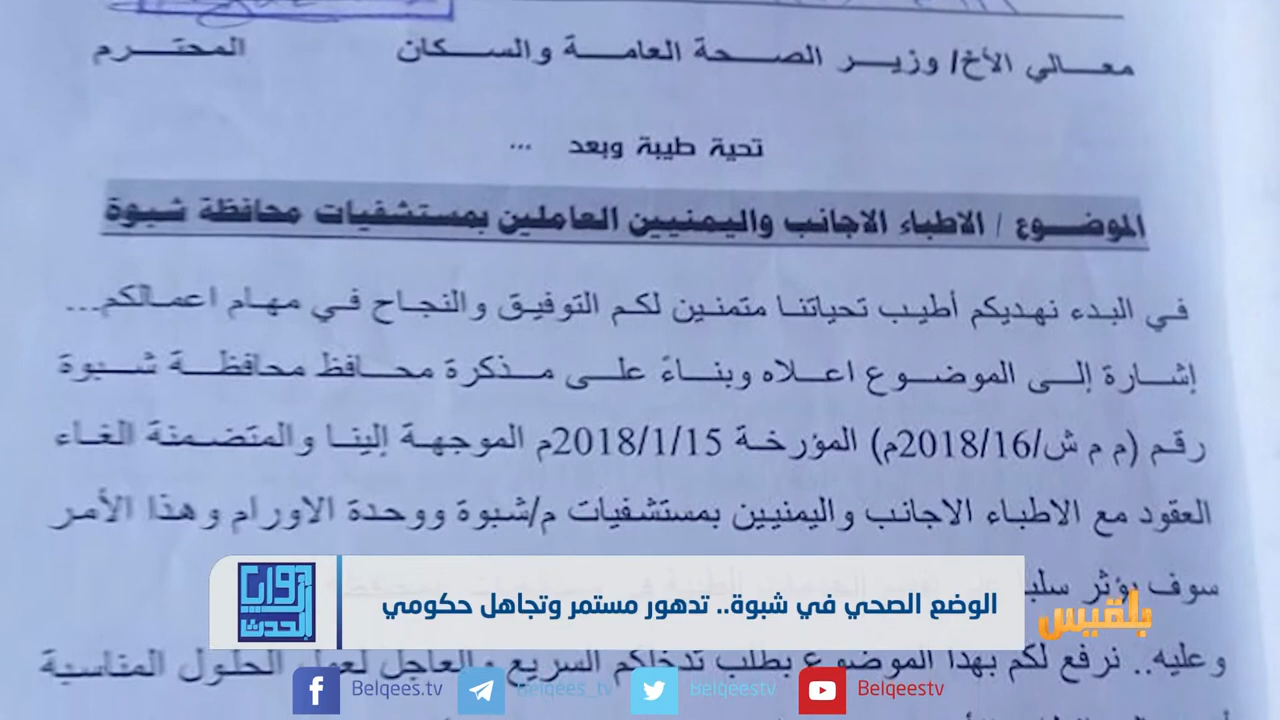 معالي الأخ/ وزير الصحة العامة والسكان المحترم
تحية طيبة وبعد ...
الموضوع / الاطباء الاجانب واليمنيين العاملين بمستشفيات محافظة شبوة
في البدء نهديكم أطيب تحياتنا متمنين لكم التوفيق والنجاح في مهام اعمالكم...
إشارة إلى الموضوع اعلاه وبناءً على مذكرة محافظ محافظة شبوة
رقم (م م ش/2018/16م) المؤرخة 2018/1/15م الموجهة إلينا والمتضمنة الغاء
العقود مع الاطباء الاجانب واليمنيين بمستشفيات م/شبوة ووحدة الاورام وهذا الأمر
سوف يؤثر سلبا
أبواب الحدث
الوضع الصحي في شبوة.. تدهور مستمر وتجاهل حكومي
بلقيس
وعليه.. نرفع لكم بهذا الموضوع بطلب تدخلكم السريع والعاجل لعمل الحلول المناسبة
Belqees.tv
Belqees_tv
Belqeestv
Belqeestv